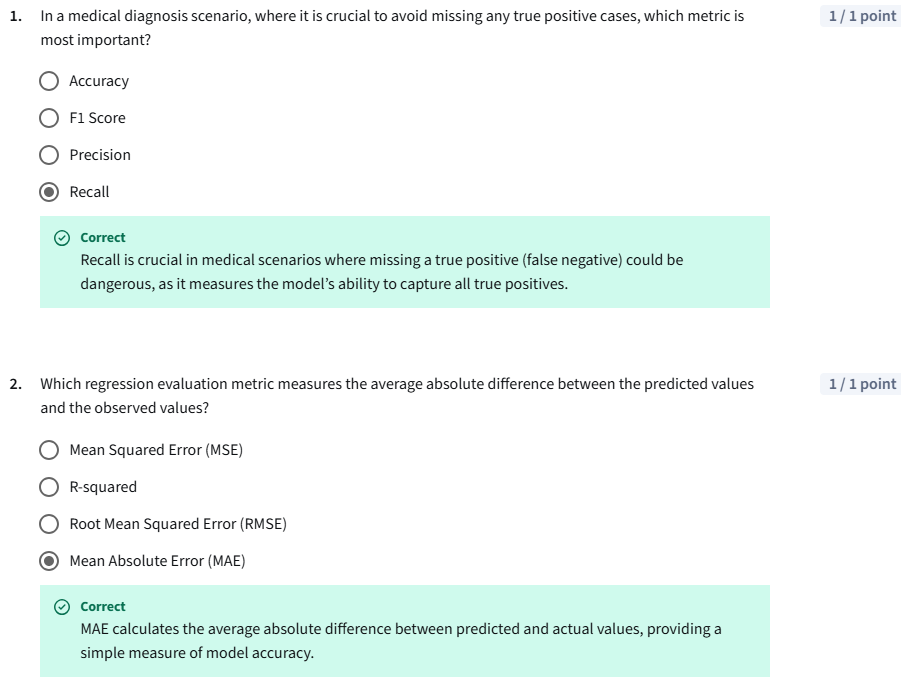 1. In a medical diagnosis scenario, where it is crucial to avoid missing any true positive cases, which metric is 1 / 1 point
most important?
Accuracy
F1 Score
Precision
Recall
Correct
Recall is crucial in medical scenarios where missing a true positive (false negative) could be
dangerous, as it measures the model’s ability to capture all true positives.
2. Which regression evaluation metric measures the average absolute difference between the predicted values 1 / 1 point
and the observed values?
Mean Squared Error (MSE)
R-squared
Root Mean Squared Error (RMSE)
Mean Absolute Error (MAE)
Correct
MAE calculates the average absolute difference between predicted and actual values, providing a
simple measure of model accuracy.